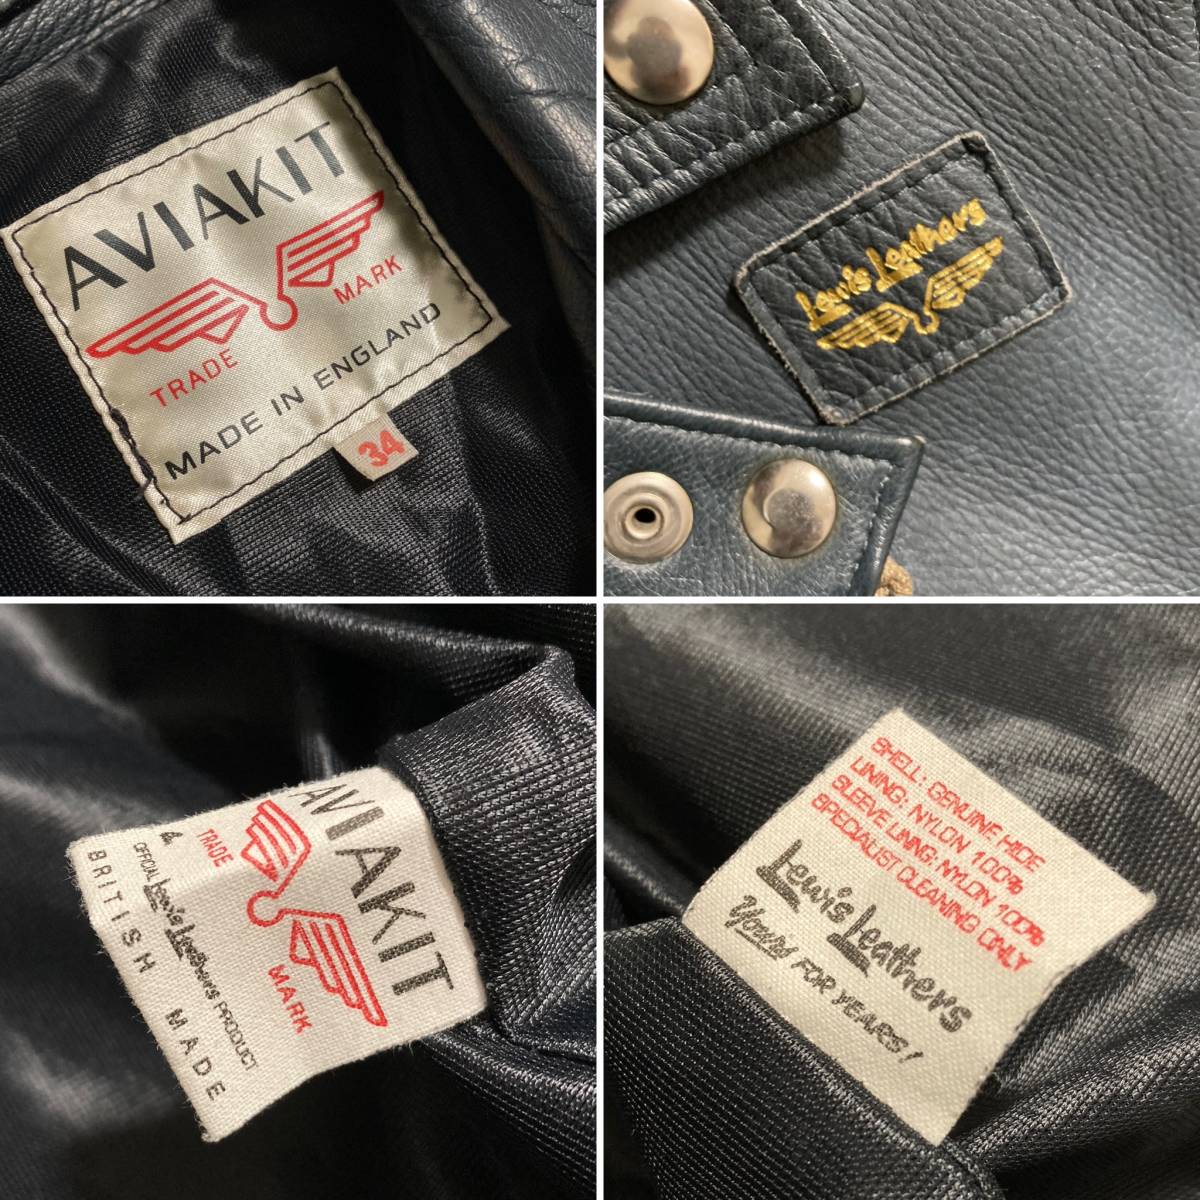 AVIAKIT
TRADE MARK
MADE IN ENGLAND
34
Lewis Leathers
AVIAKIT
TRADE MARK
4
OFFICIAL Lewis Leathers PRODUCT
BRITISH MADE
SHELL: GENUINE HIDE
LINING: NYLON 100%
SLEEVE LINING: NYLON 100%
SPECIALIST CLEANING ONLY
Lewis Leathers
Yours FOR YEARS!